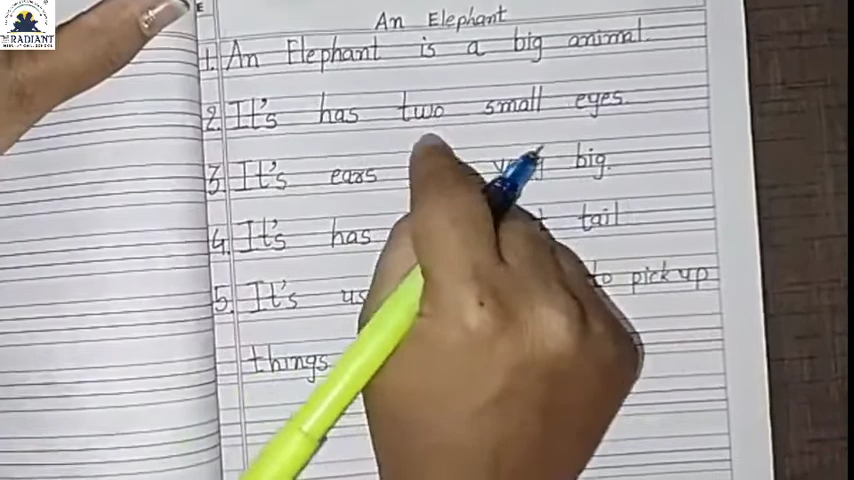 RADIANT
E
An Elephant
1. An Elephant is a big animal.
2. It's has two small eyes.
3. It's ears big.
4. It's has tail
5. It's to pick up
things